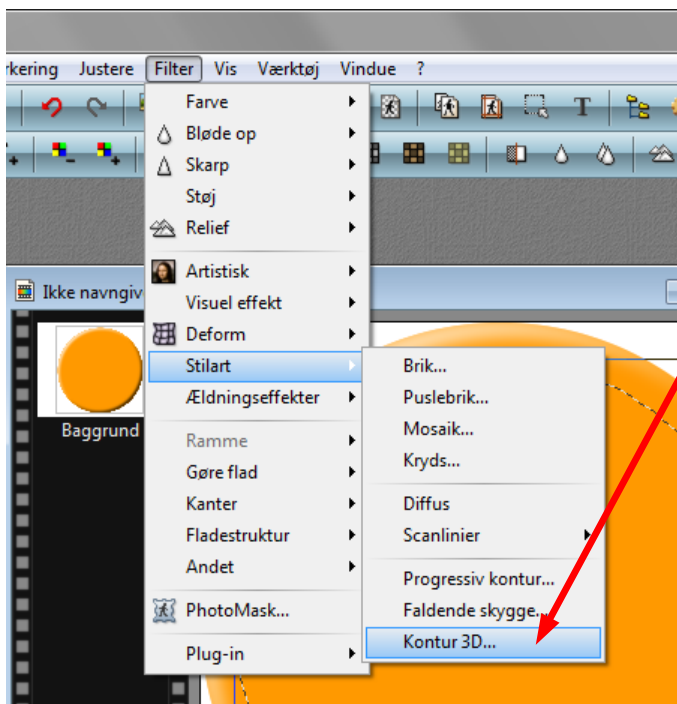 rkering Justere Filter Vis Værktøj Vindue ?
T
Farve
Bløde op
Skarp
Støj
Relief
Artistisk
Ikke navngiv
Visuel effekt
Deform
Stilart
Ældningseffekter
Baggrund
Ramme
Gøre flad
Kanter
Fladestruktur
Andet
PhotoMask...
Plug-in
Brik...
Puslebrik...
Mosaik...
Kryds...
Diffus
Scanlinier
Progressiv kontur...
Faldende skygge...
Kontur 3D...